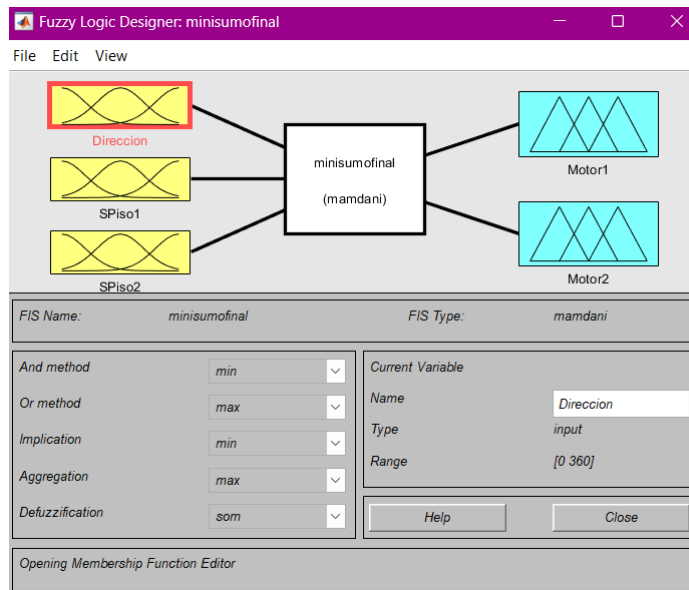 Fuzzy Logic Designer: minisumofinal
File Edit View
Direccion
SPiso1
SPiso2
minisumofinal
(mamdani)
Motor1
Motor2
FIS Name: minisumofinal FIS Type: mamdani
And method min
Or method max
Implication min
Aggregation max
Defuzzification som
Current Variable
Name Direccion
Type input
Range [0 360]
Help Close
Opening Membership Function Editor